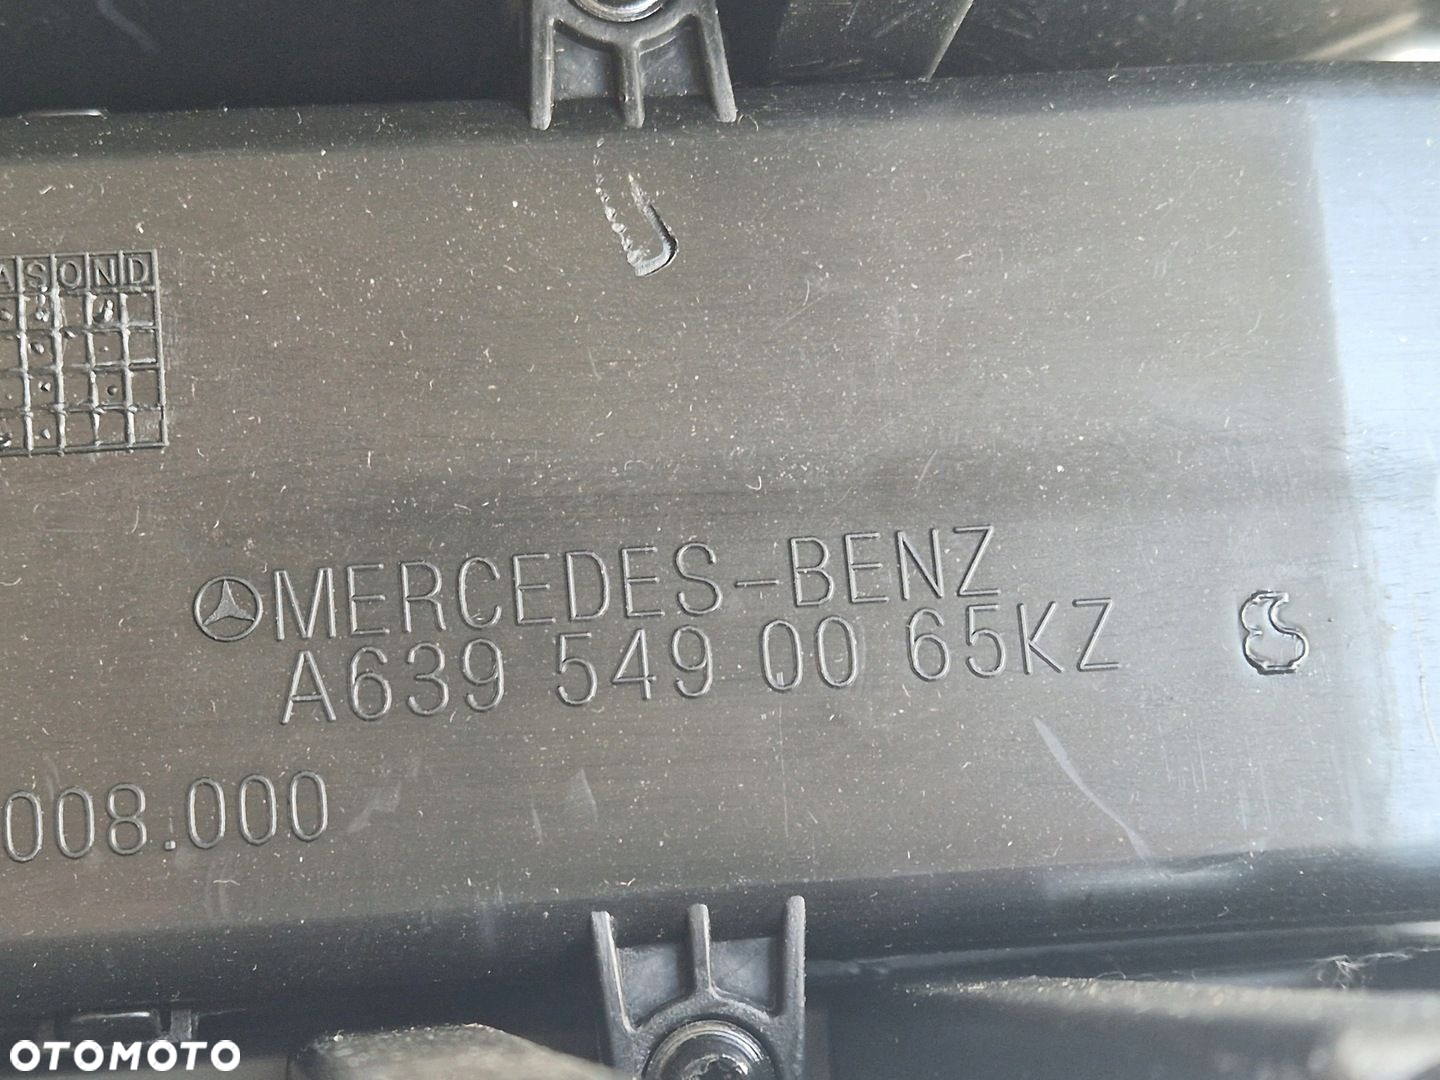 ASOND
MERCEDES-BENZ
A639 549 00 65KZ
008.000
OTOMOTO